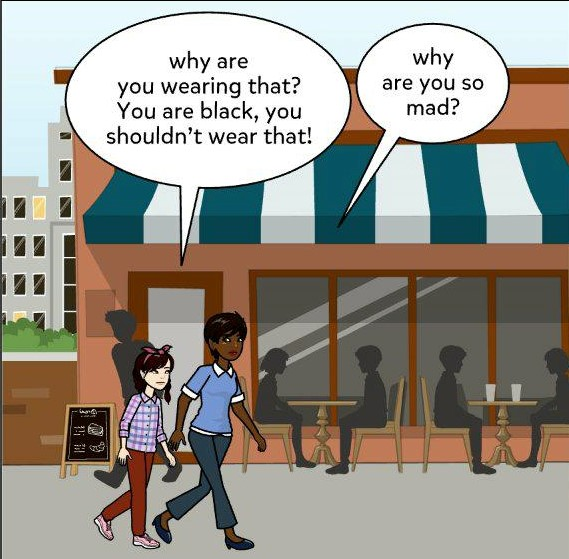 why are
you wearing that?
You are black, you
shouldn't wear that!
why
are you so
mad?